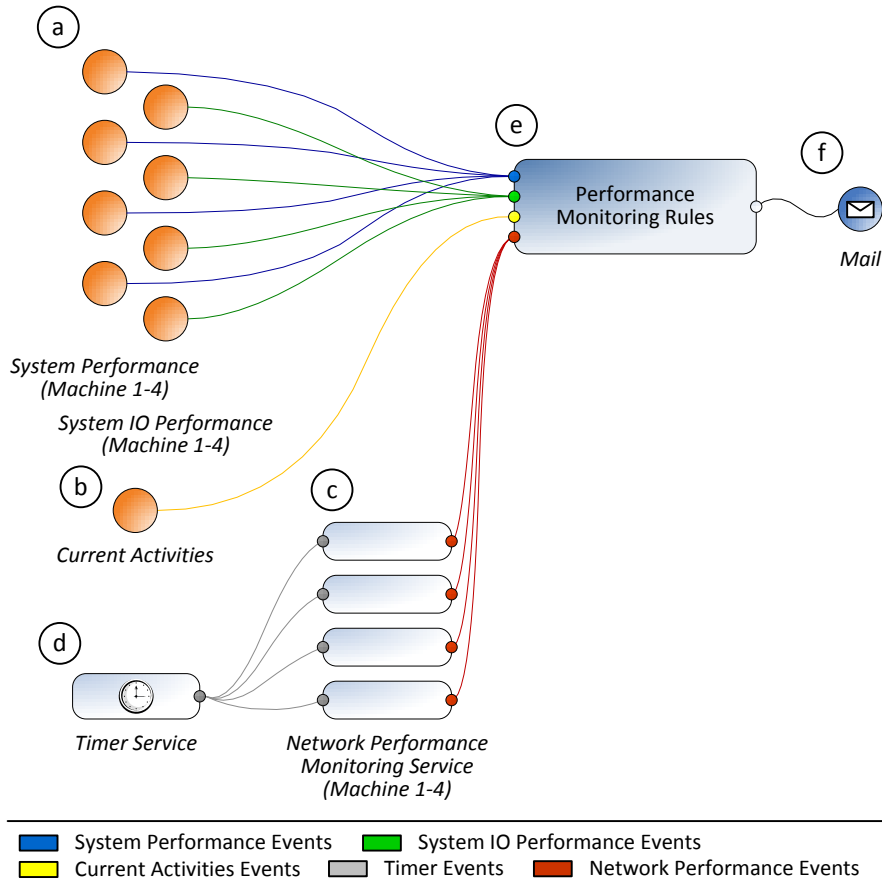 a
e
f
Performance
Monitoring Rules
Mail
System Performance
(Machine 1-4)
System IO Performance
(Machine 1-4)
b
c
Current Activities
d
Timer Service
Network Performance
Monitoring Service
(Machine 1-4)
System Performance Events
System IO Performance Events
Current Activities Events
Timer Events
Network Performance Events